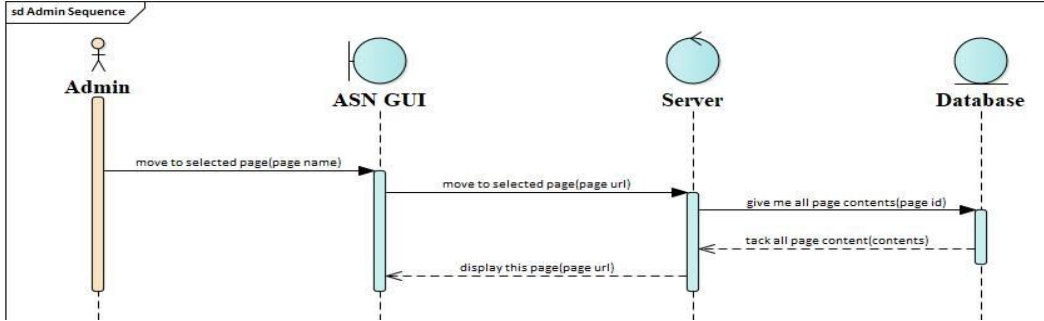 sd Admin Sequence
Admin
ASN GUI
Server
Database
move to selected page(page name)
move to selected page(page url)
give me all page contents(page id)
tack all page content(contents)
display this page(page url)